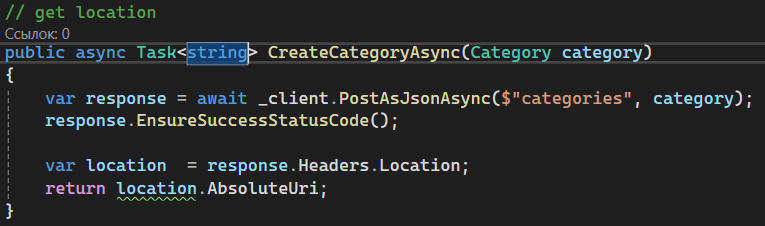 // get location
Ссылок: 0
public async Task<string> CreateCategoryAsync(Category category)
{
    var response = await _client.PostAsJsonAsync($"categories", category);
    response.EnsureSuccessStatusCode();

    var location  = response.Headers.Location;
    return location.AbsoluteUri;
}